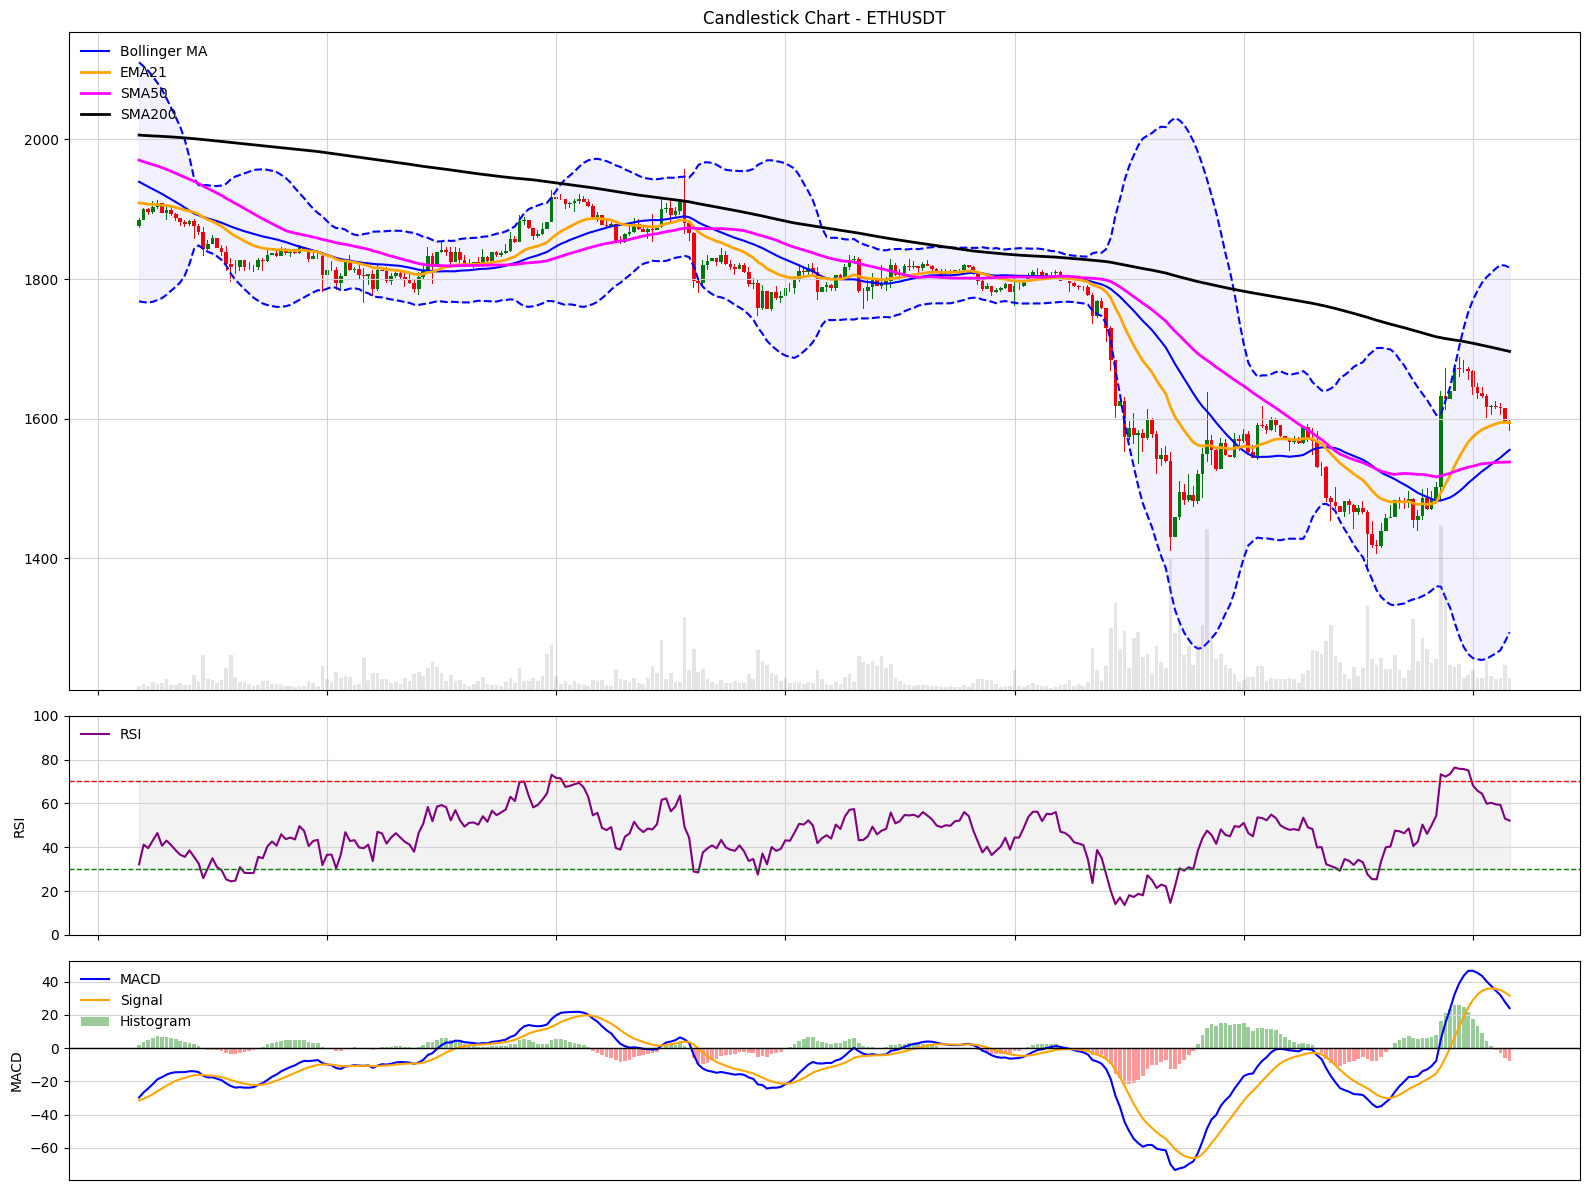 Candlestick Chart - ETHUSDT
Bollinger MA
EMA21
SMA50
SMA200
2000
1800
1600
1400
RSI
100
80
60
40
20
0
RSI
MACD
Signal
Histogram
40
20
0
−20
−40
−60
MACD